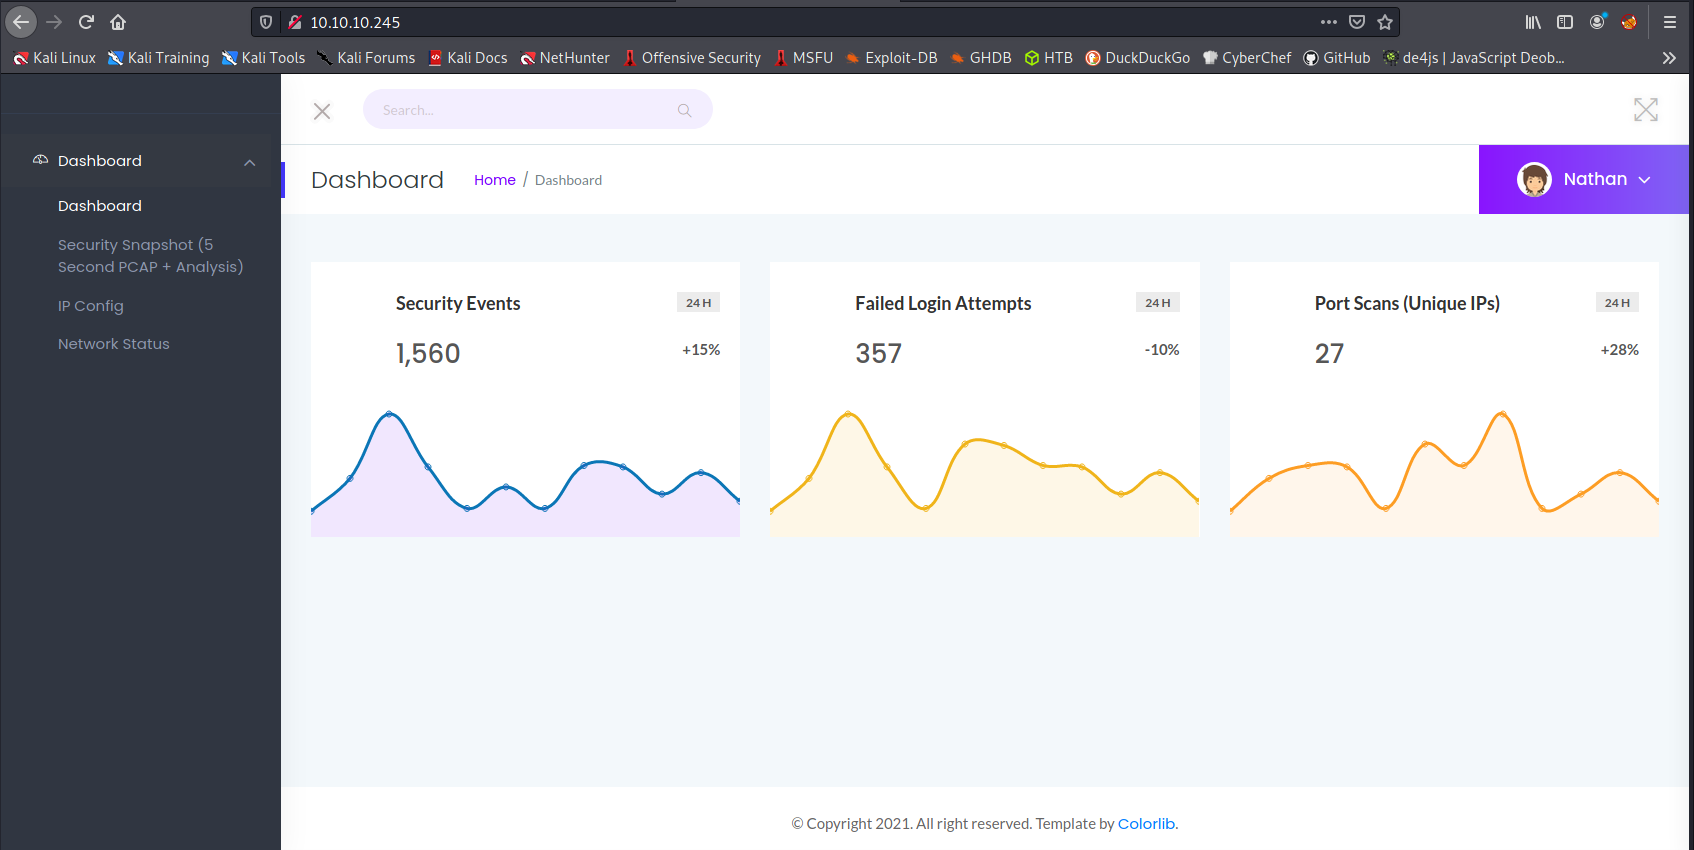 10.10.10.245
Kali Linux Kali Training Kali Tools Kali Forums Kali Docs NetHunter Offensive Security MSFU Exploit-DB GHDB HTB DuckDuckGo CyberChef GitHub de4js | JavaScript Deob...
Search...
Dashboard
Dashboard
Security Snapshot (5
Second PCAP + Analysis)
IP Config
Network Status
Dashboard Home / Dashboard
Nathan
Security Events 24 H
1,560 +15%
Failed Login Attempts 24 H
357 -10%
Port Scans (Unique IPs) 24 H
27 +28%
© Copyright 2021. All right reserved. Template by Colorlib.